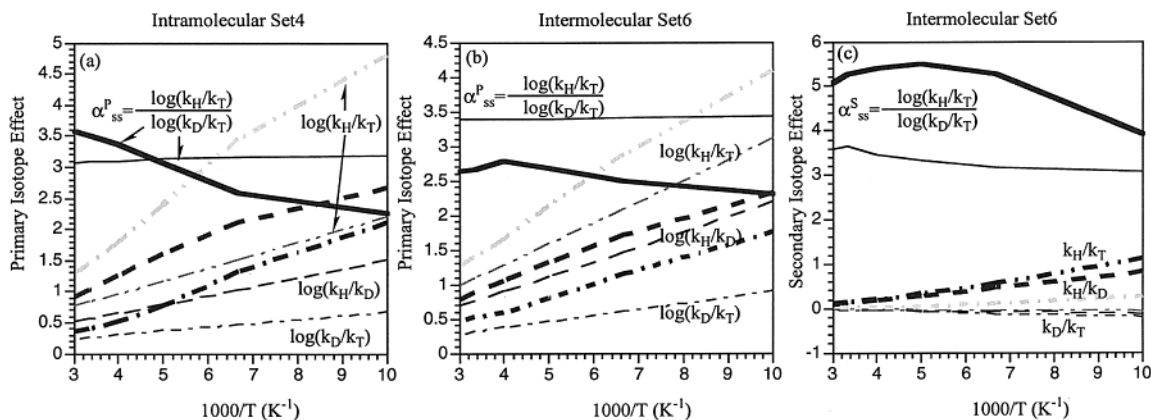 Intramolecular Set4
(a)
Primary Isotope Effect
5
4.5
4
3.5
3
2.5
2
1.5
1
0.5
0
α^P_ss = log(k_H/k_T) / log(k_D/k_T)
log(k_H/k_T)
log(k_H/k_D)
log(k_D/k_T)
3 4 5 6 7 8 9 10
1000/T (K^-1)
Intermolecular Set6
(b)
Primary Isotope Effect
4.5
4
3.5
3
2.5
2
1.5
1
0.5
0
α^P_ss = log(k_H/k_T) / log(k_D/k_T)
log(k_H/k_T)
log(k_H/k_D)
log(k_D/k_T)
3 4 5 6 7 8 9 10
1000/T (K^-1)
Intermolecular Set6
(c)
Secondary Isotope Effect
6
5
4
3
2
1
0
-1
α^S_ss = log(k_H/k_T) / log(k_D/k_T)
k_H/k_T
k_H/k_D
k_D/k_T
3 4 5 6 7 8 9 10
1000/T (K^-1)